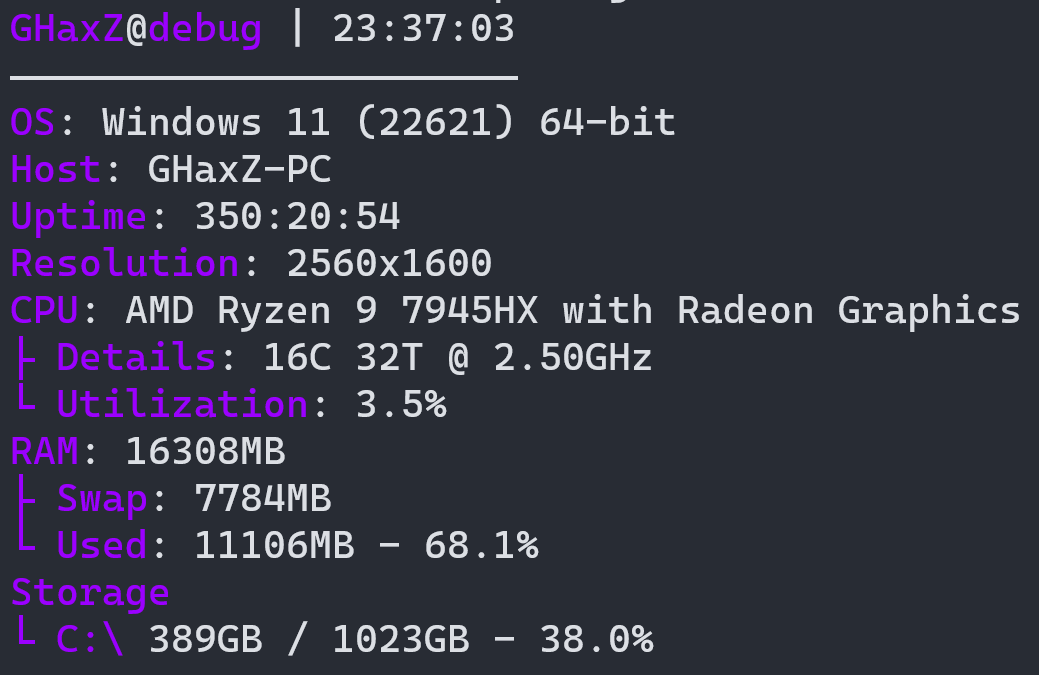 GHaxZ@debug | 23:37:03
OS: Windows 11 (22621) 64-bit
Host: GHaxZ-PC
Uptime: 350:20:54
Resolution: 2560x1600
CPU: AMD Ryzen 9 7945HX with Radeon Graphics
├ Details: 16C 32T @ 2.50GHz
└ Utilization: 3.5%
RAM: 16308MB
├ Swap: 7784MB
└ Used: 11106MB - 68.1%
Storage
└ C:\ 389GB / 1023GB - 38.0%